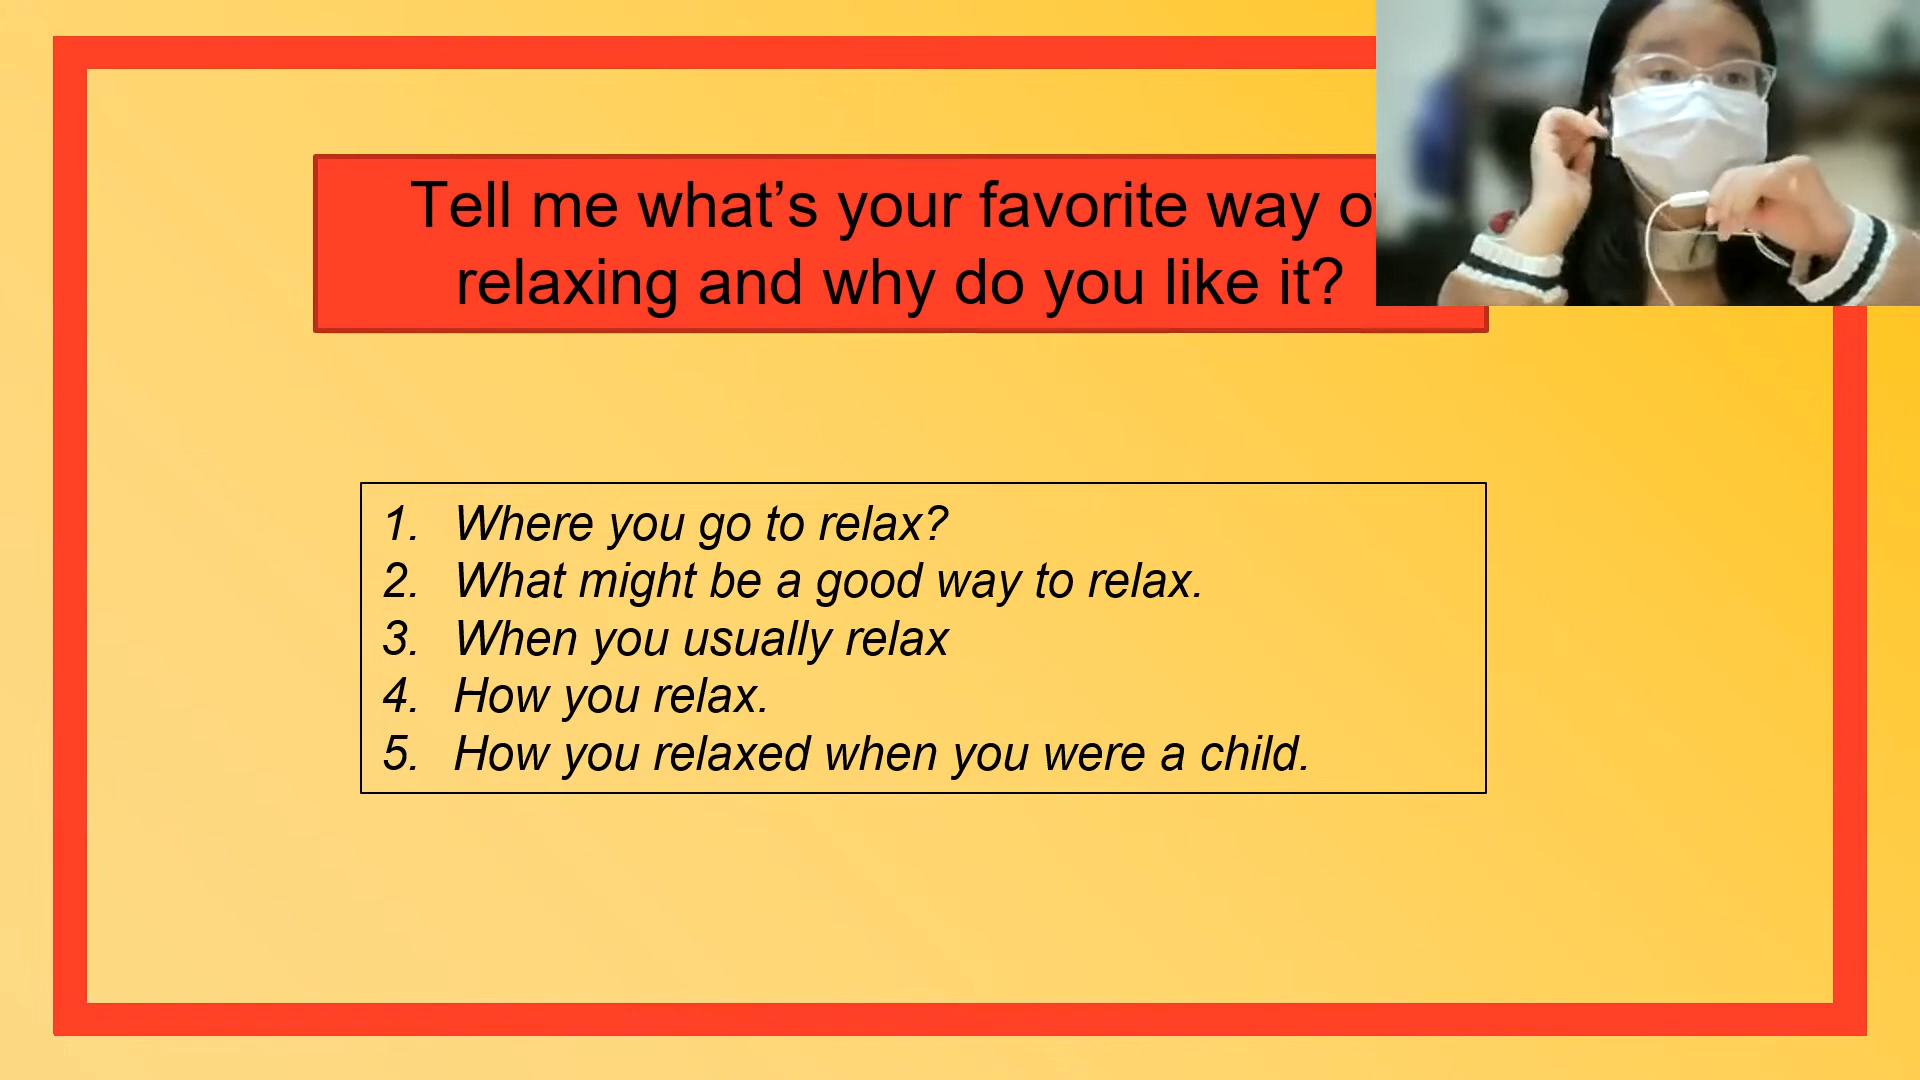 Tell me what's your favorite way
relaxing and why do you like it?
1. Where you go to relax?
2. What might be a good way to relax.
3. When you usually relax
4. How you relax.
5. How you relaxed when you were a child.